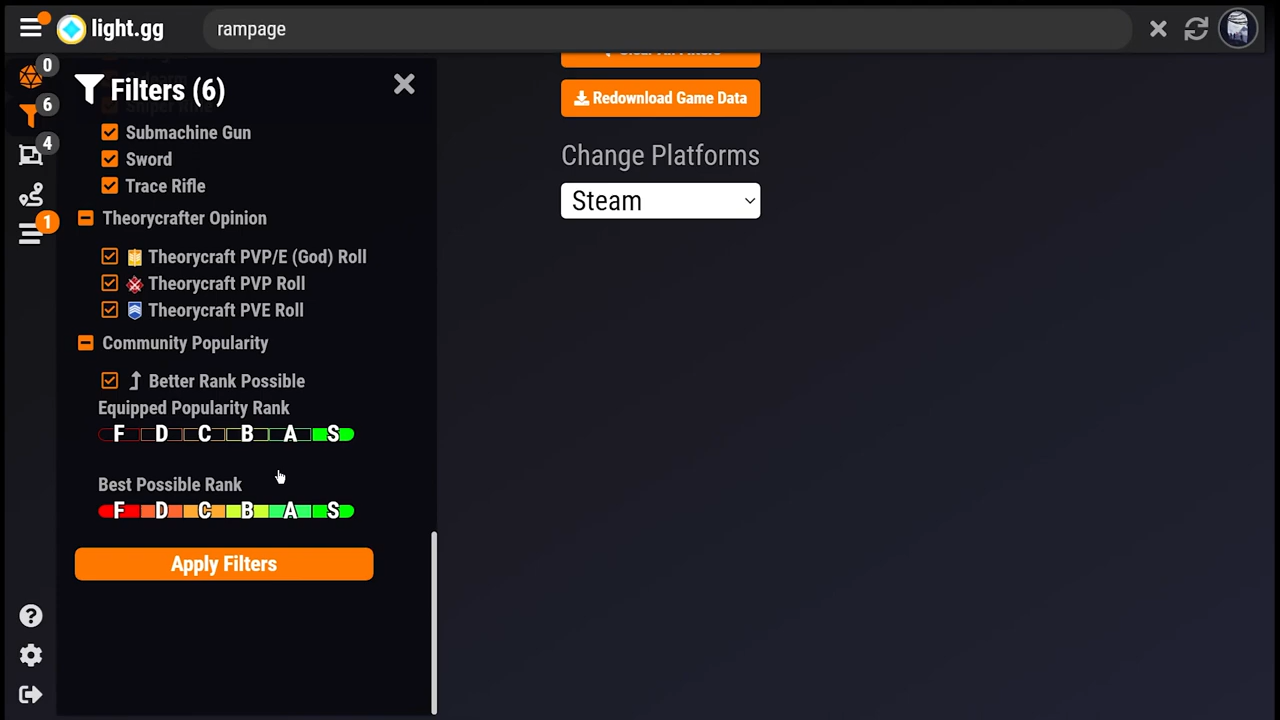 light.gg
rampage
0
6
4
1
Filters (6)
Submachine Gun
Sword
Trace Rifle
Theorycrafter Opinion
Theorycraft PVP/E (God) Roll
Theorycraft PVP Roll
Theorycraft PVE Roll
Community Popularity
Better Rank Possible
Equipped Popularity Rank
F D C B A S
Best Possible Rank
F D C B A S
Apply Filters
Redownload Game Data
Change Platforms
Steam